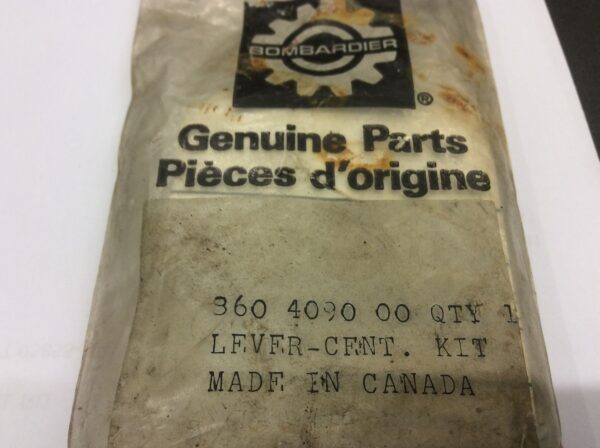 BOMBARDIER
®
Genuine Parts
Pièces d'origine
360 4090 00 QTY 1
LEVER-CENT. KIT
MADE IN CANADA